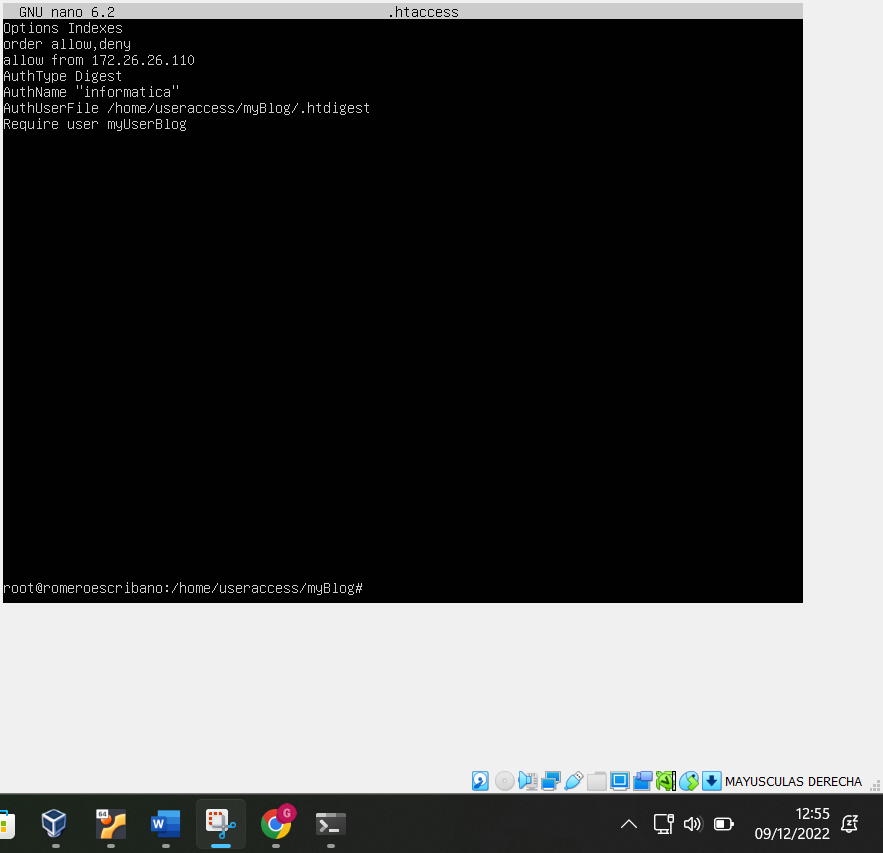 GNU nano 6.2 .htaccess
Options Indexes
order allow,deny
allow from 172.26.26.110
AuthType Digest
AuthName "informatica"
AuthUserFile /home/useraccess/myBlog/.htdigest
Require user myUserBlog
root@romeroescribano:/home/useraccess/myBlog#
MAYUSCULAS DERECHA
64
W
G
12:55
09/12/2022